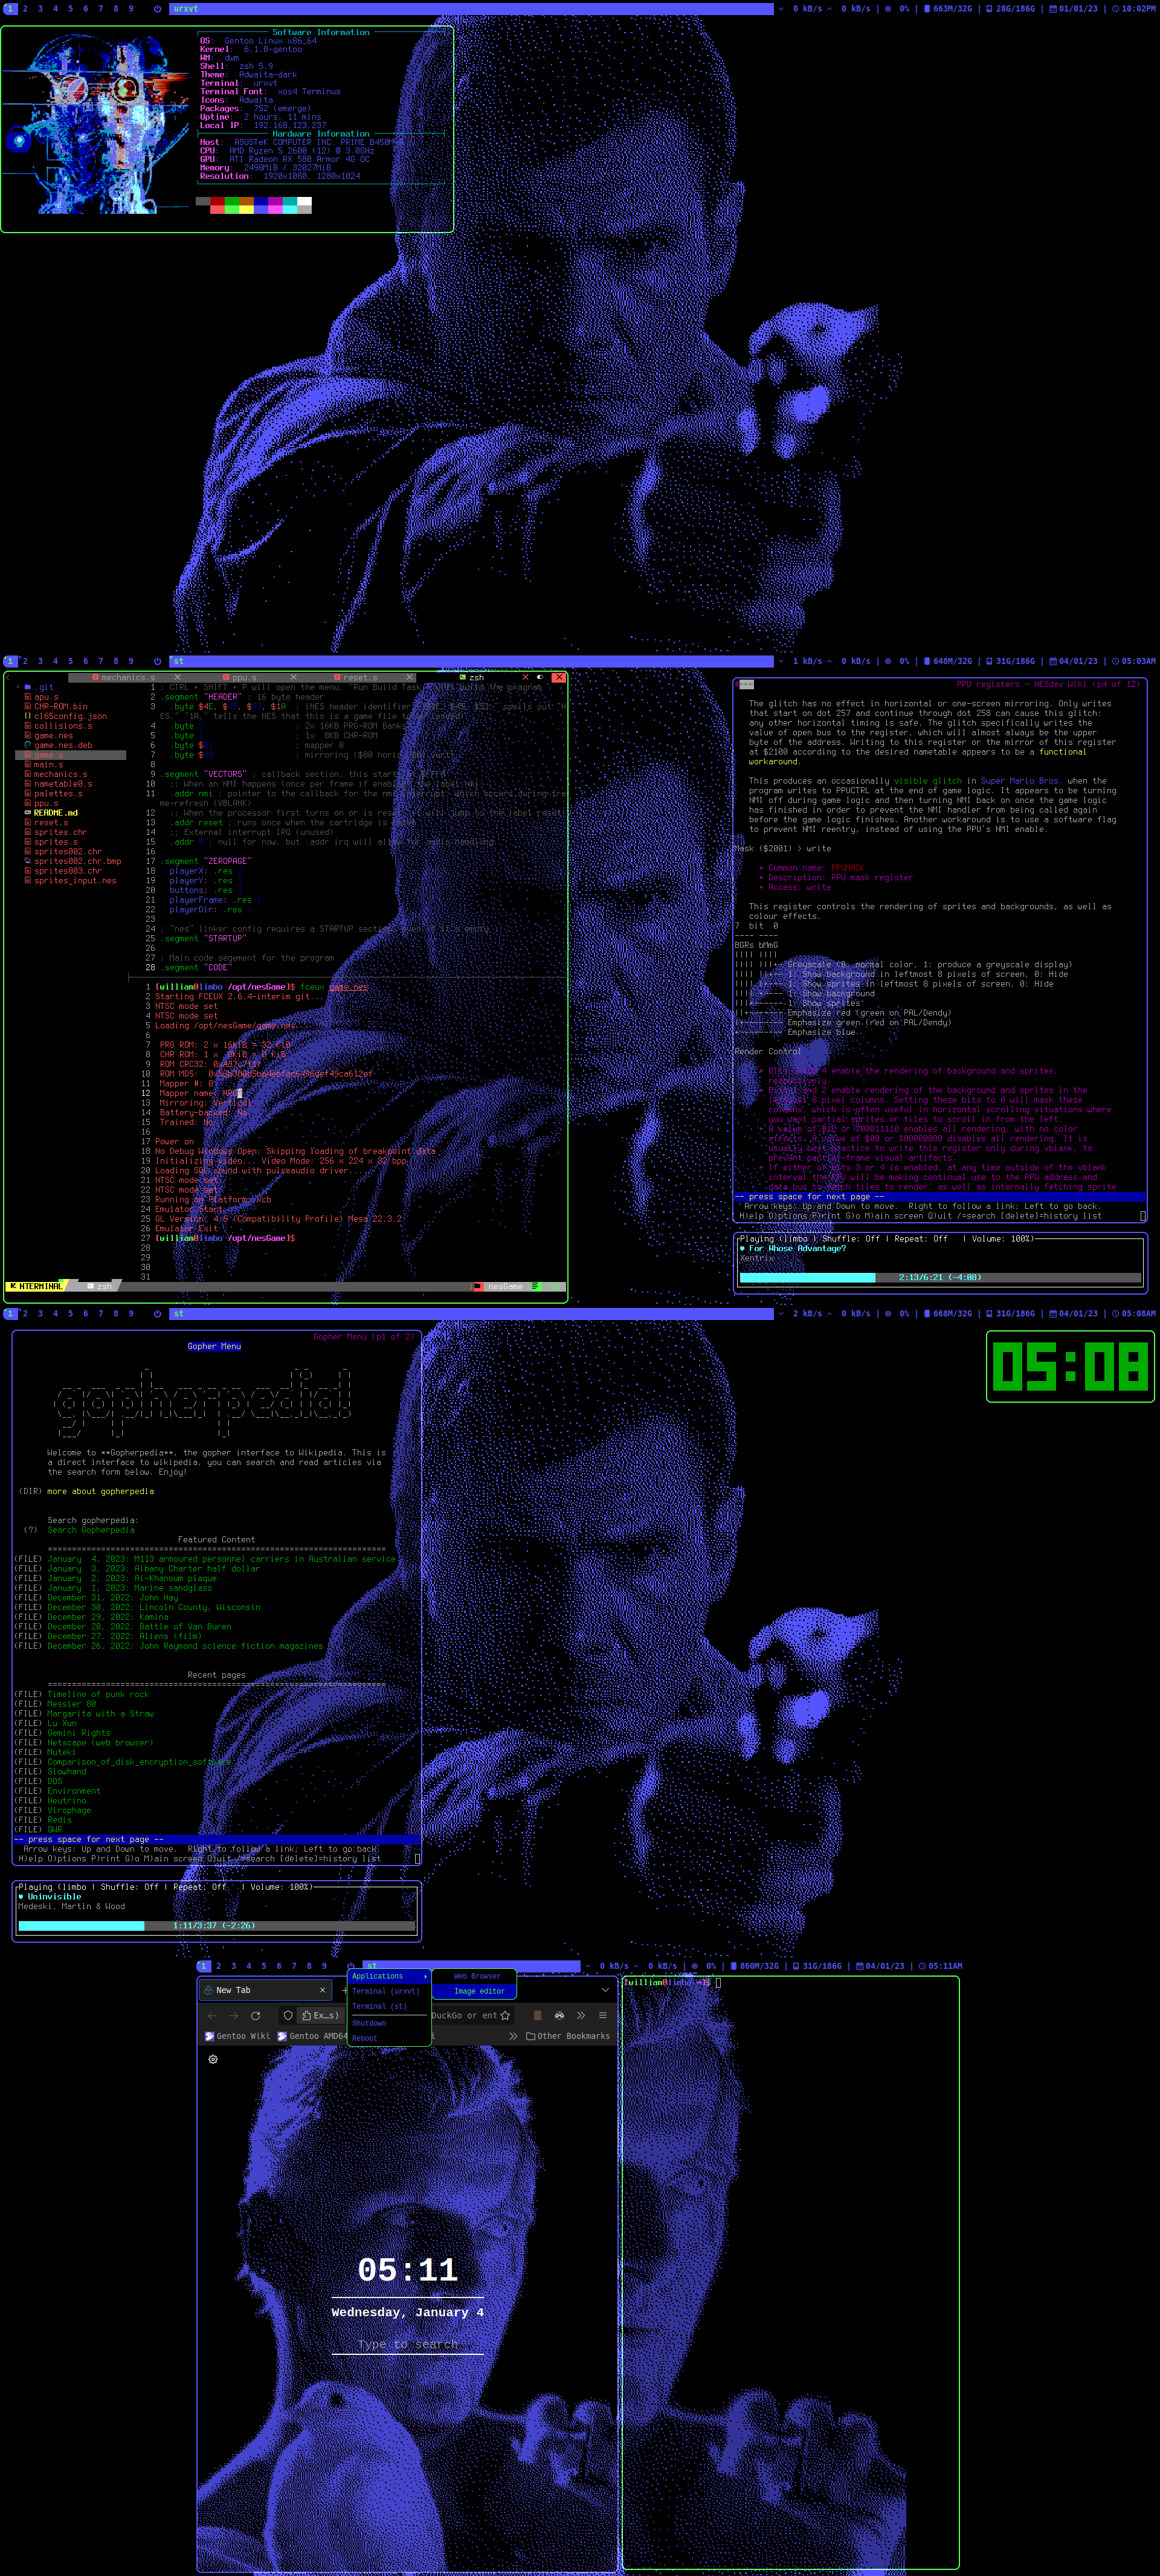 1 2 3 4 5 6 7 8 9 urxvt 0 kB/s 0 kB/s | 0% | 663M/32G | 28G/186G | 01/01/23 | 10:02PM
Software Information
OS: Gentoo Linux x86_64
Kernel: 6.1.0-gentoo
WM: dwm
Shell: zsh 5.9
Theme: Adwaita-dark
Terminal: urxvt
Terminal Font: xos4 Terminus
Icons: Adwaita
Packages: 752 (emerge)
Uptime: 2 hours, 11 mins
Local IP: 192.168.123.237
Hardware Information
Host: ASUSTeK COMPUTER INC. PRIME B450M-A
CPU: AMD Ryzen 5 2600 (12) @ 3.8GHz
GPU: ATI Radeon RX 580 Armor 4G OC
Memory: 2498MiB / 32027MiB
Resolution: 1920x1080, 1280x1024
1 2 3 4 5 6 7 8 9 st 1 kB/s 0 kB/s | 0% | 648M/32G | 31G/186G | 04/01/23 | 05:03AM
mechanics.s ppu.s reset.s zsh
.git
apu.s
CHR-ROM.bin
cl65config.json
collisions.s
game.nes
game.nes.deb
game.s
main.s
mechanics.s
nametable0.s
palettes.s
ppu.s
README.md
reset.s
sprites.chr
sprites.s
sprites002.chr
sprites002.chr.bmp
sprites003.chr
sprites_input.nes
1 ; CTRL + SHIFT + P will open the menu, "Run Build Task"
2 .segment "HEADER" ; 16 byte header
3 .byte $4E, $1A ; iNES header identifier
4 .byte ; 2x 16KB PRG-ROM Banks
5 .byte ; 1x 8KB CHR-ROM
6 .byte $ ; mapper 0
7 .byte $ ; mirroring
8
9 .segment "VECTORS" ; callback section, this starts at
10 ;; When an NMI happens (once per frame if enabled)
11 .addr nmi ; pointer to the callback for the
me-refresh (VBLANK)
12 ;; When the processor first turns on or is reset
13 .addr reset ; runs once when the cartridge is
14 ;; External interrupt IRQ (unused)
15 .addr ; null for now, but .addr irq will
16
17 .segment "ZEROPAGE"
18 playerX: .res
19 playerY: .res
20 buttons: .res
21 playerFrame: .res
22 playerDir: .res
23
24 ; "nes" linker config requires a STARTUP section, even if it's empty
25 .segment "STARTUP"
26
27 ; Main code segement for the program
28 .segment "CODE"
1 [willian@limbo /opt/nesGame]$ fceux game.nes
2 Starting FCEUX 2.6.4-interim git...
3 NTSC mode set
4 NTSC mode set
5 Loading /opt/nesGame/game.nes
6
7 PRG ROM: 2 x 16KiB = 32 KiB
8 CHR ROM: 1 x 8KiB = 8 KiB
9 ROM CRC32:
10 ROM MD5:
11 Mapper #: 0
12 Mapper name: NROM
13 Mirroring: Vertical
14 Battery-backed: No
15 Trained: No
16
17 Power on
18 No Debug Windows Open: Skipping loading of breakpoint data
19 Initializing video... Video Mode: 256 x 224 x 32 bpp
20 Loading SDL sound with pulseaudio driver...
21 NTSC mode set
22 NTSC mode set
23 Running on Platform: xcb
24 Emulator Start
25 GL Version: 4.6 (Compatibility Profile) Mesa 22.3.2
26 Emulator Exit
27 [willian@limbo /opt/nesGame]$
28
29
30
31
NTERMINAL zsh nesGame
PPU registers - NESdev Wiki (p4 of 12)
The glitch has no effect in horizontal or one-screen mirroring. Only writes
that start on dot 257 and continue through dot 258 can cause this glitch:
any other horizontal timing is safe. The glitch specifically writes the
value of open bus to the register, which will almost always be the upper
byte of the address. Writing to this register or the mirror of this register
at $2100 according to the desired nametable appears to be a functional
workaround.
This produces an occasionally visible glitch in Super Mario Bros. when the
program writes to PPUCTRL at the end of game logic. It appears to be turning
NMI off during game logic and then turning NMI back on once the game logic
has finished in order to prevent the NMI handler from being called again
before the game logic finishes. Another workaround is to use a software flag
to prevent NMI reentry, instead of using the PPU's NMI enable.
Mask ($2001) > write
* Common name: PPUMASK
* Description: PPU mask register
* Access: write
This register controls the rendering of sprites and backgrounds, as well as
colour effects.
7 bit 0
---- ----
BGRs bMmG
|||| ||||
|||| |||+- Greyscale (0: normal color, 1: produce a greyscale display)
|||| ||+-- 1: Show background in leftmost 8 pixels of screen, 0: Hide
|||| |+--- 1: Show sprites in leftmost 8 pixels of screen, 0: Hide
|||| +---- 1: Show background
|||+------ 1: Show sprites
||+------- Emphasize red (green on PAL/Dendy)
|+-------- Emphasize green (red on PAL/Dendy)
+--------- Emphasize blue
Render Control
* Bits 3 and 4 enable the rendering of background and sprites,
respectively.
* Bits 1 and 2 enable rendering of the background and sprites in the
leftmost 8 pixel columns. Setting these bits to 0 will mask these
columns, which is often useful in horizontal scrolling situations where
you want partial sprites or tiles to scroll in from the left.
* A value of $1E or %00011110 enables all rendering, with no color
effects. A value of $00 or %00000000 disables all rendering. It is
usually best practice to write this register only during vblank, to
prevent partial-frame visual artifacts.
* If either of bits 3 or 4 is enabled, at any time outside of the vblank
interval the PPU will be making continual use to the PPU address and
data bus to fetch tiles to render, as well as internally fetching sprite
-- press space for next page --
Arrow keys: Up and Down to move. Right to follow a link; Left to go back.
H)elp O)ptions P)rint G)o M)ain screen Q)uit /=search [delete]=history list
Playing (limbo | Shuffle: Off | Repeat: Off | Volume: 100%)
♥ For Whose Advantage?
Xentrix
2:13/6:21 (-4:08)
1 2 3 4 5 6 7 8 9 st 2 kB/s 0 kB/s | 0% | 668M/32G | 31G/186G | 04/01/23 | 05:08AM
Gopher Menu (p1 of 2)
Gopher Menu
05:08
Welcome to **Gopherpedia**, the gopher interface to Wikipedia. This is
a direct interface to wikipedia, you can search and read articles via
the search form below. Enjoy!
(DIR) more about gopherpedia
Search gopherpedia:
(?) Search Gopherpedia
Featured Content
(FILE) January 4, 2023: M113 armoured personnel carriers in Australian service
(FILE) January 3, 2023: Albany Charter half dollar
(FILE) January 2, 2023: Ai-Khanoum plaque
(FILE) January 1, 2023: Marine sandglass
(FILE) December 31, 2022: John Hay
(FILE) December 30, 2022: Lincoln County, Wisconsin
(FILE) December 29, 2022: Kamina
(FILE) December 28, 2022: Battle of Van Buren
(FILE) December 27, 2022: Aliens (film)
(FILE) December 26, 2022: John Raymond science fiction magazines
Recent pages
(FILE) Timeline of punk rock
(FILE) Messier 80
(FILE) Margarita with a Straw
(FILE) Lu Xun
(FILE) Gemini Rights
(FILE) Netscape (web browser)
(FILE) Muteki
(FILE) Comparison_of_disk_encryption_software
(FILE) Slowhand
(FILE) DOS
(FILE) Environment
(FILE) Neutrino
(FILE) Virophage
(FILE) Redis
(FILE) GWR
-- press space for next page --
Arrow keys: Up and Down to move. Right to follow a link; Left to go back.
H)elp O)ptions P)rint G)o M)ain screen Q)uit /=search [delete]=history list
Playing (limbo | Shuffle: Off | Repeat: Off | Volume: 100%)
♥ Uninvisible
Medeski, Martin & Wood
1:11/3:37 (-2:26)
1 2 3 4 5 6 7 8 9 st 0 kB/s 0 kB/s | 0% | 860M/32G | 31G/186G | 04/01/23 | 05:11AM
New Tab
Applications
Web Browser
Terminal (urxvt)
Image editor
Terminal (st)
Shutdown
Reboot
Ex…s) DuckGo or ent
Gentoo Wiki Gentoo AMD64 Other Bookmarks
[willian@limbo ~]$
05:11
Wednesday, January 4
Type to search